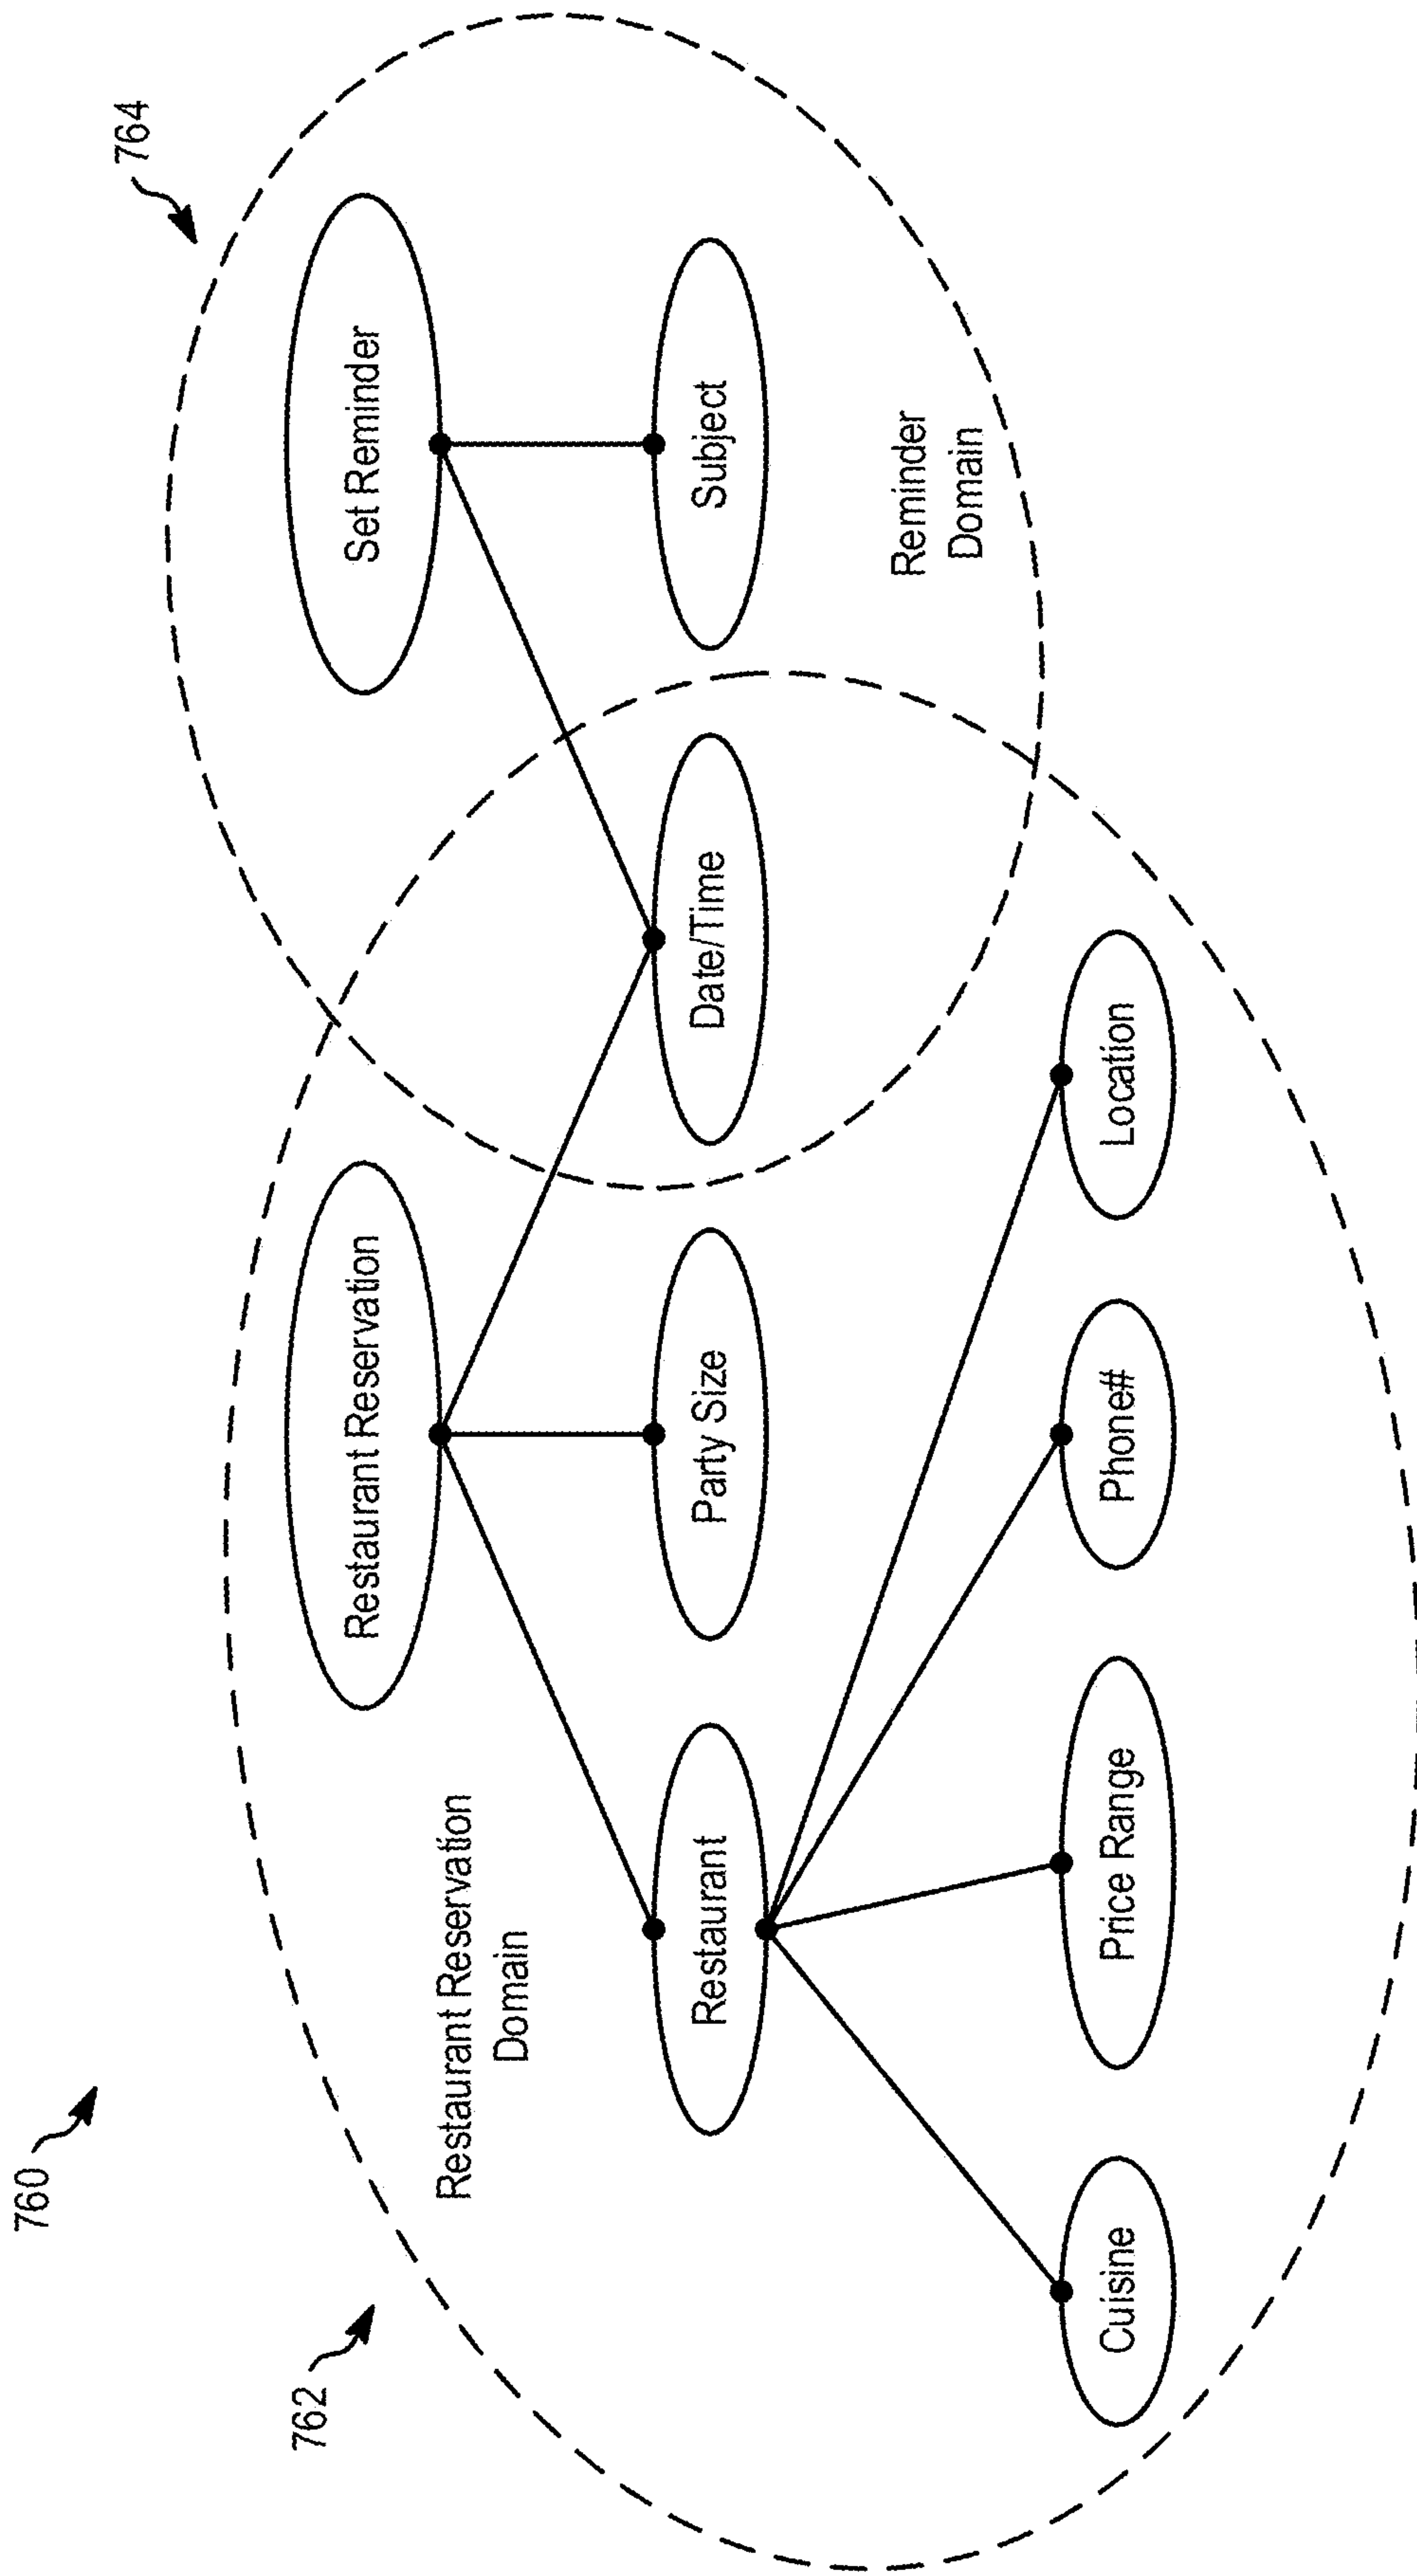 760
762
764
Restaurant Reservation
Set Reminder
Restaurant Reservation
Domain
Restaurant
Party Size
Date/Time
Subject
Reminder
Domain
Cuisine
Price Range
Phone#
Location